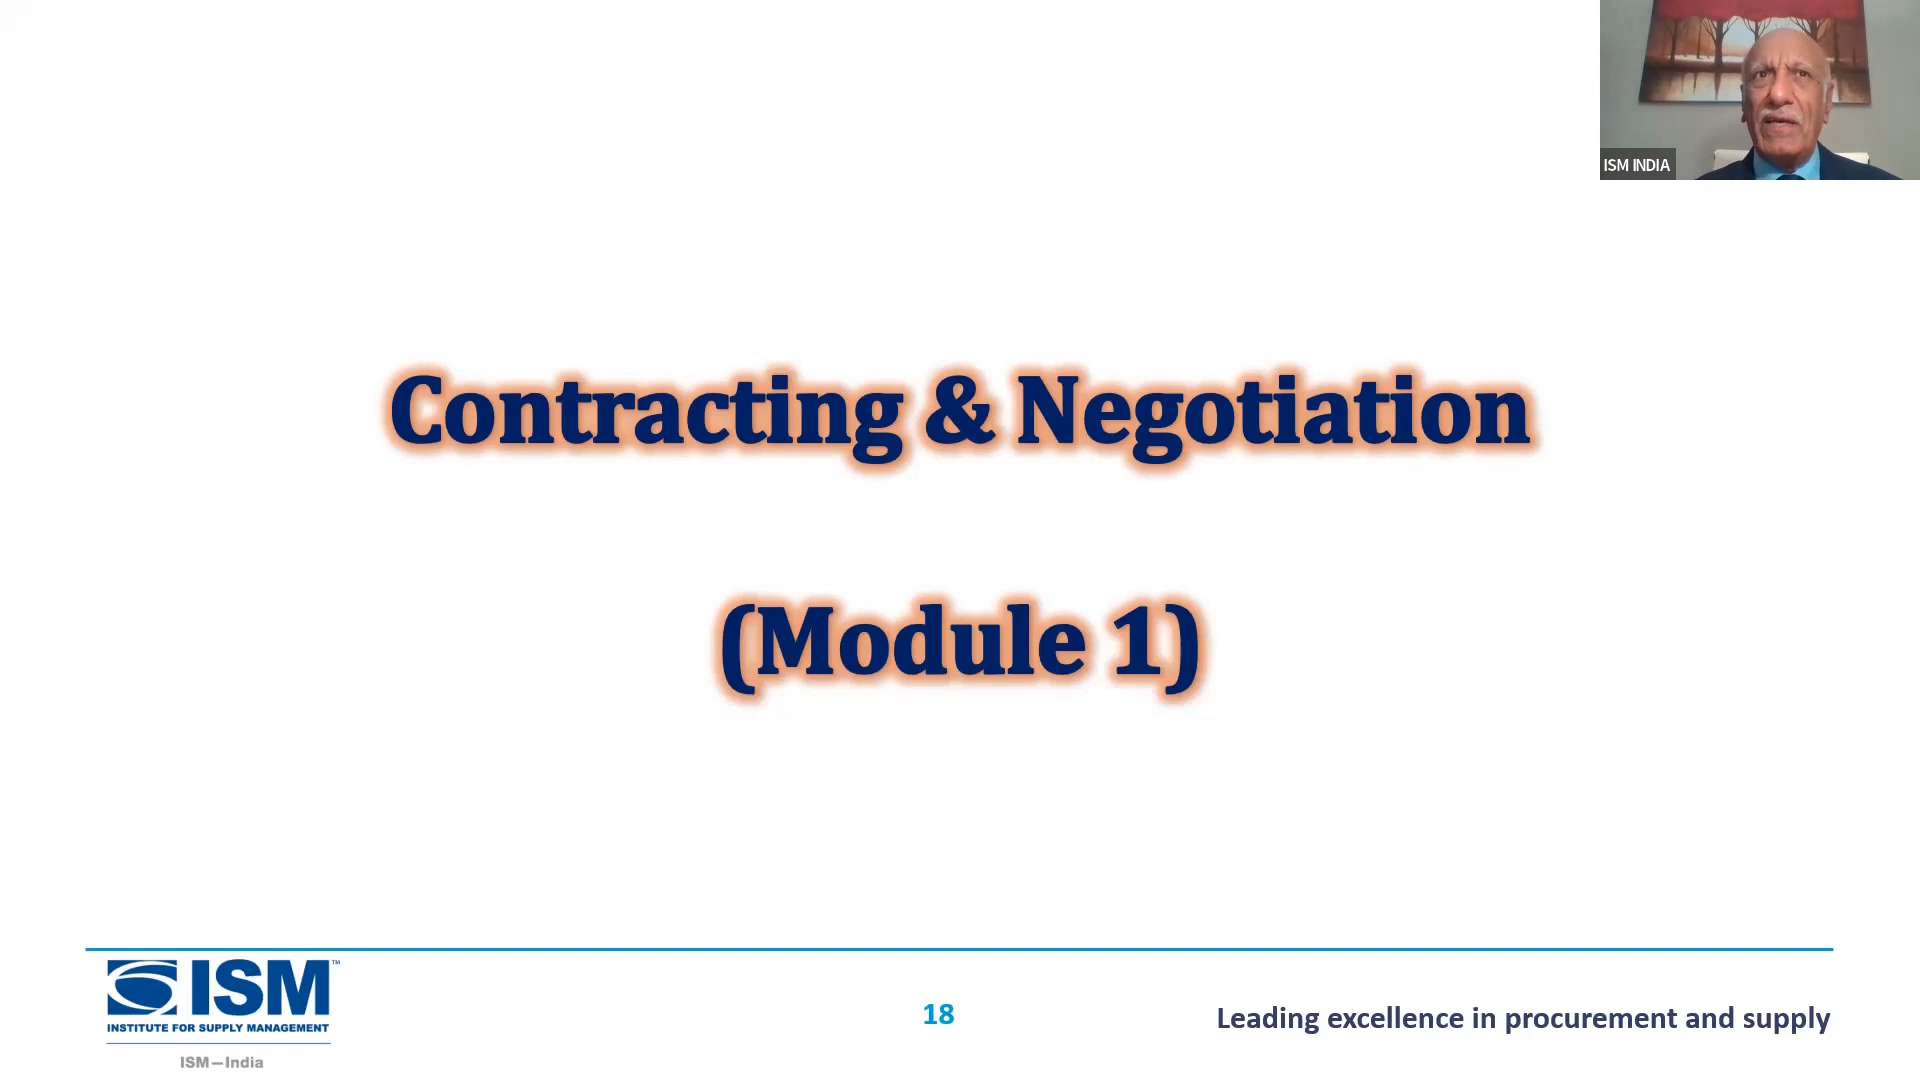 ISM INDIA
Contracting & Negotiation
(Module 1)
ISM™
INSTITUTE FOR SUPPLY MANAGEMENT
ISM—India
18
Leading excellence in procurement and supply